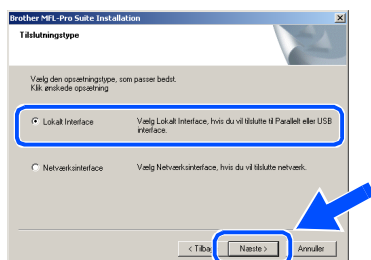 Brother MFL-Pro Suite Installation
Tilslutningstype
Vælg den opsætningstype, som passer bedst.
Klik ønskede opsætning
Lokalt Interface
Vælg Lokalt Interface, hvis du vil tilslutte til Parallelt eller USB
interface.
Netværksinterface
Vælg Netværksinterface, hvis du vil tilslutte netværk.
< Tilba
Næste >
Annuller